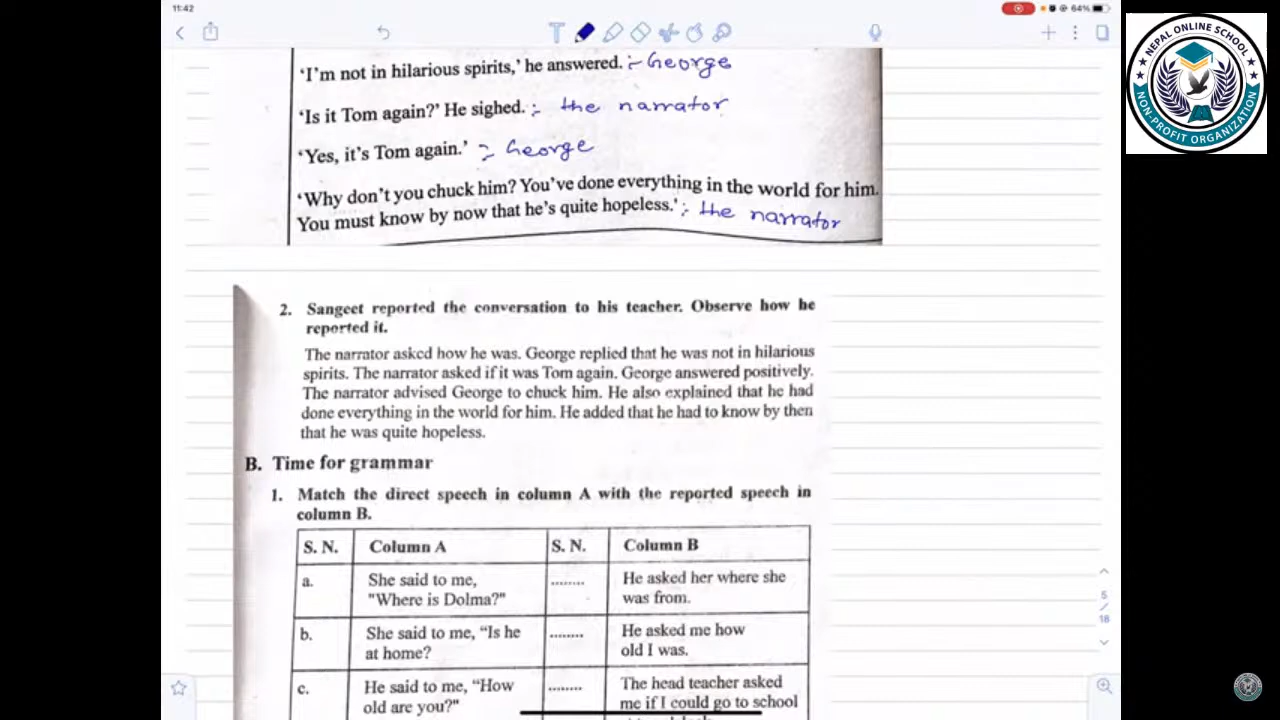 11:42
64%
T
'I'm not in hilarious spirits,' he answered. :- George
'Is it Tom again?' He sighed. :- the narrator
'Yes, it's Tom again.' :- George
'Why don't you chuck him? You've done everything in the world for him.
You must know by now that he's quite hopeless.' :- the narrator
2. Sangeet reported the conversation to his teacher. Observe how he
reported it.
The narrator asked how he was. George replied that he was not in hilarious
spirits. The narrator asked if it was Tom again. George answered positively.
The narrator advised George to chuck him. He also explained that he had
done everything in the world for him. He added that he had to know by then
that he was quite hopeless.
B. Time for grammar
1. Match the direct speech in column A with the reported speech in
column B.
S. N. Column A S. N. Column B
a. She said to me, ........ He asked her where she
"Where is Dolma?" was from.
b. She said to me, "Is he ........ He asked me how
at home? old I was.
c. He said to me, "How ........ The head teacher asked
old are you?" me if I could go to school
5
/
18
NEPAL ONLINE SCHOOL
NON-PROFIT ORGANIZATION